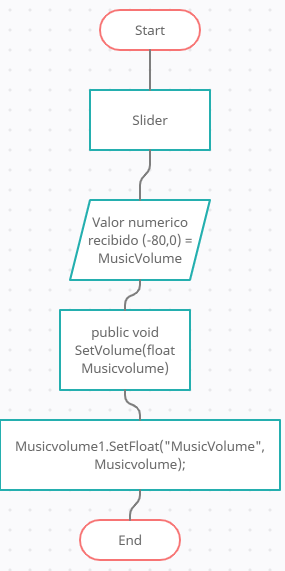 Start
Slider
Valor numerico
recibido (-80,0) =
MusicVolume
public void
SetVolume(float
Musicvolume)
Musicvolume1.SetFloat("MusicVolume",
Musicvolume);
End